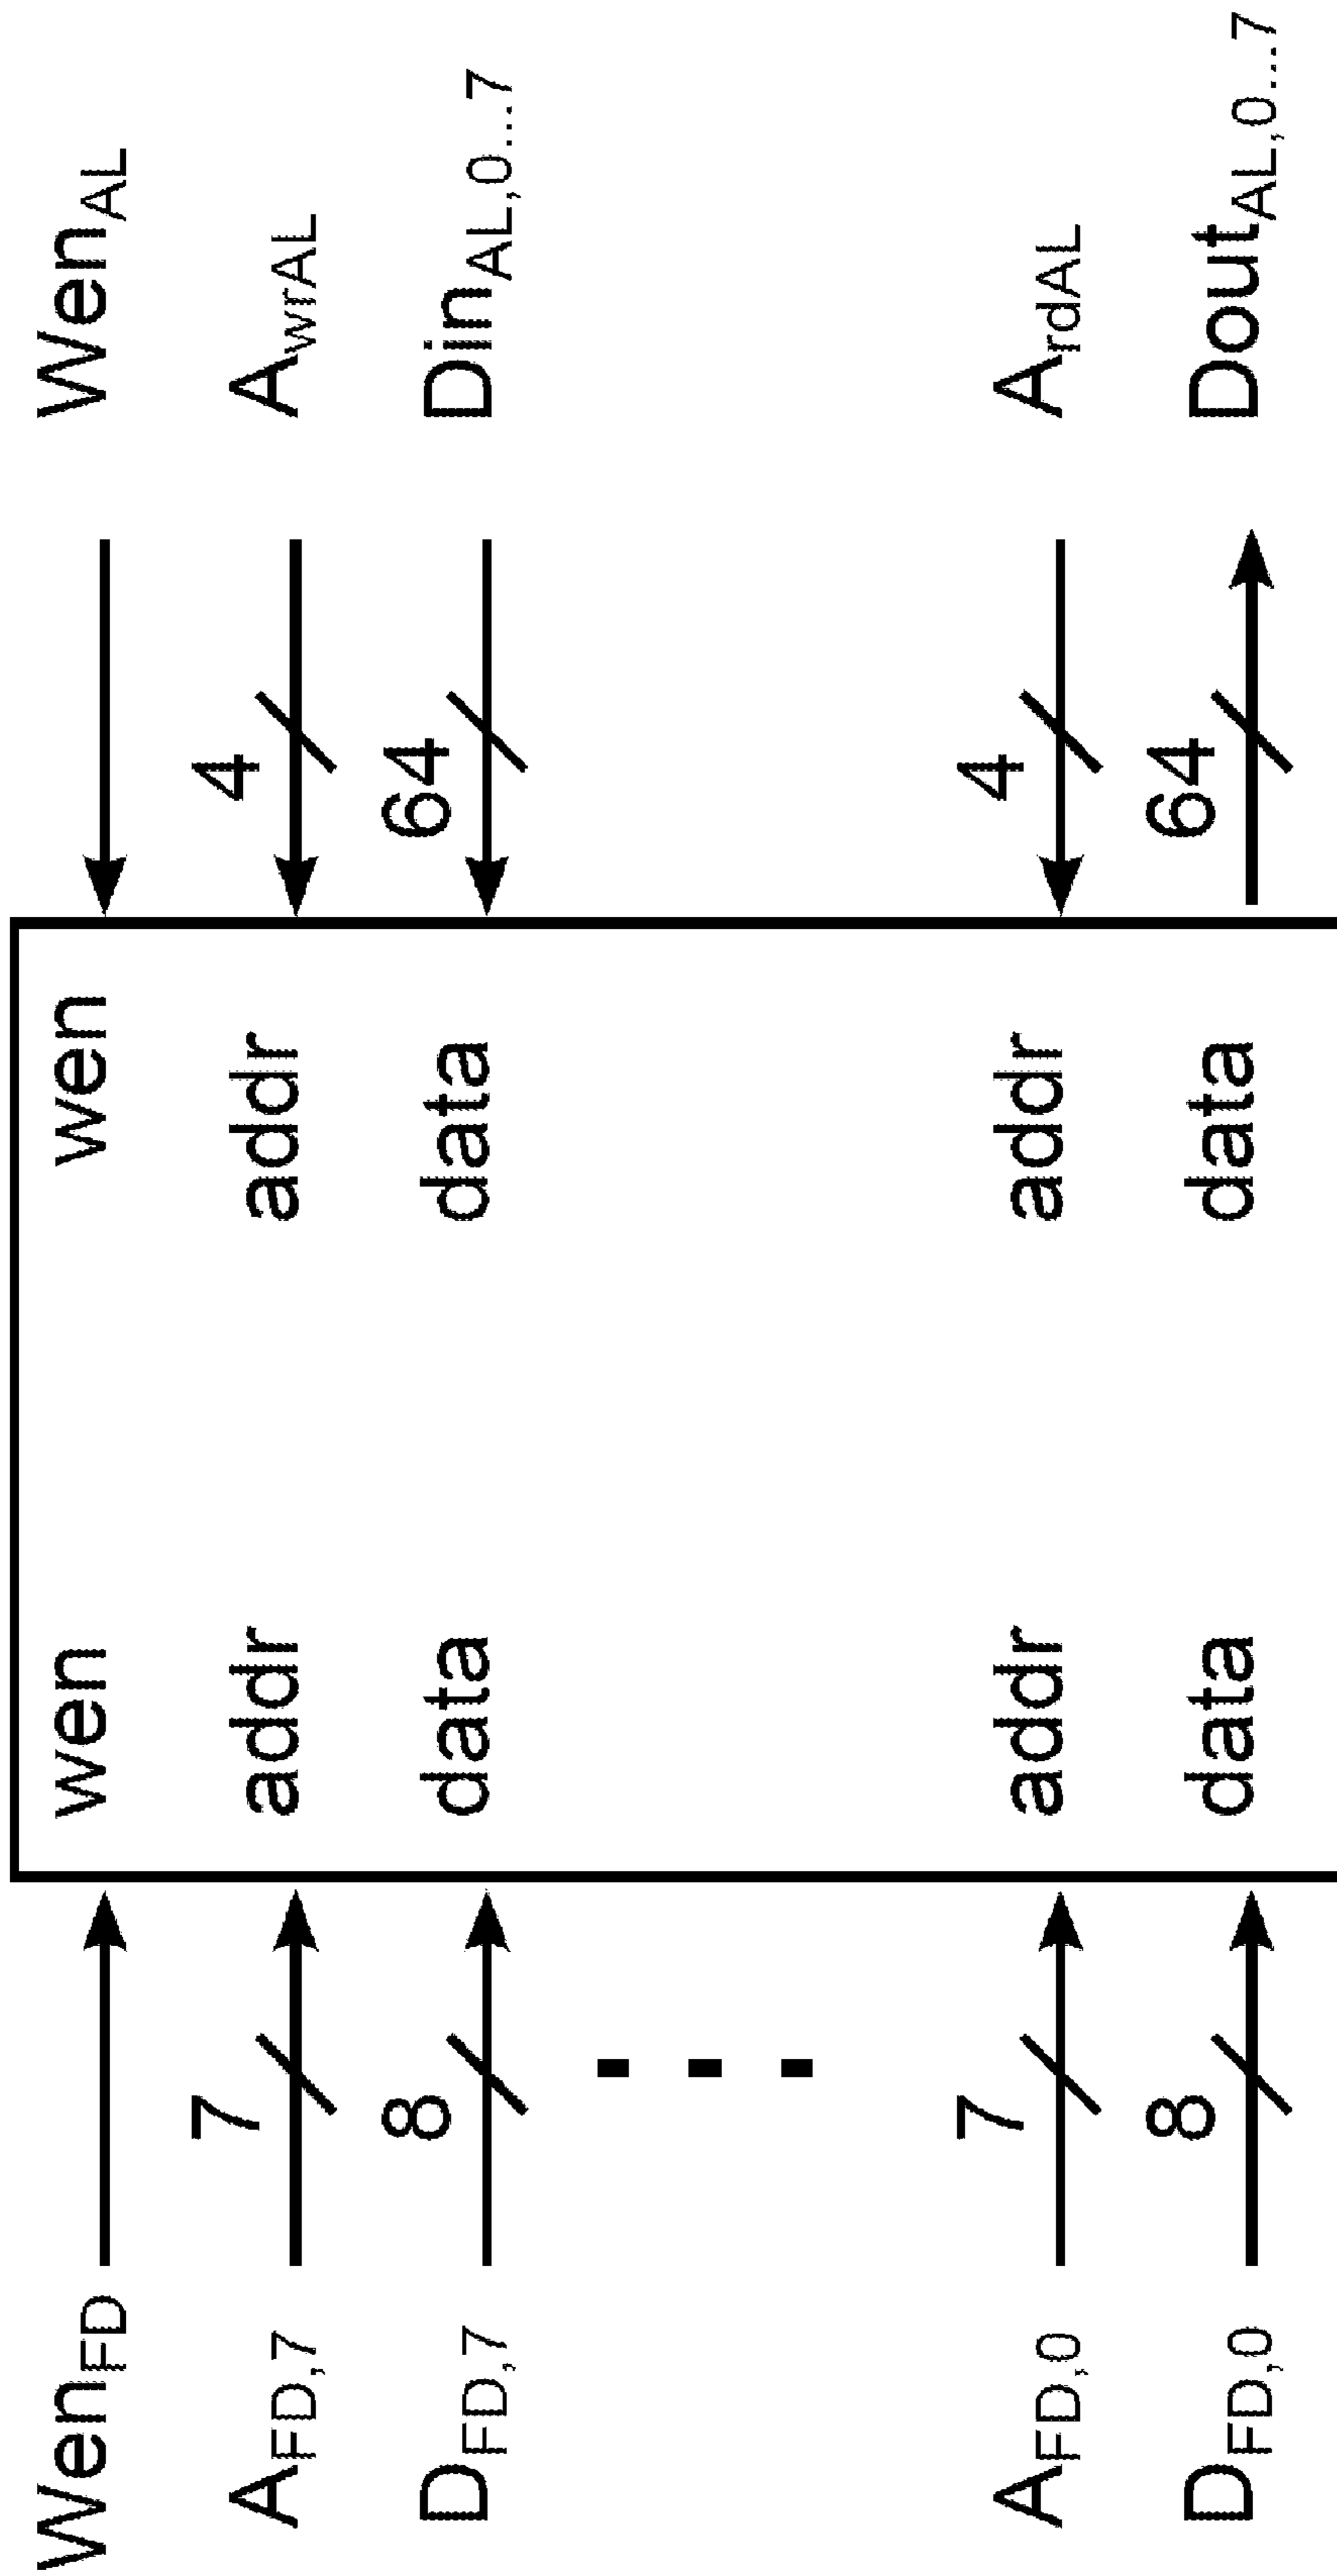 Wen_FD wen wen Wen_AL
A_FD,7 7 addr addr 4 A_wrAL
D_FD,7 8 data data 64 Din_AL,0...7
A_FD,0 7 addr addr 4 A_rdAL
D_FD,0 8 data data 64 Dout_AL,0...7